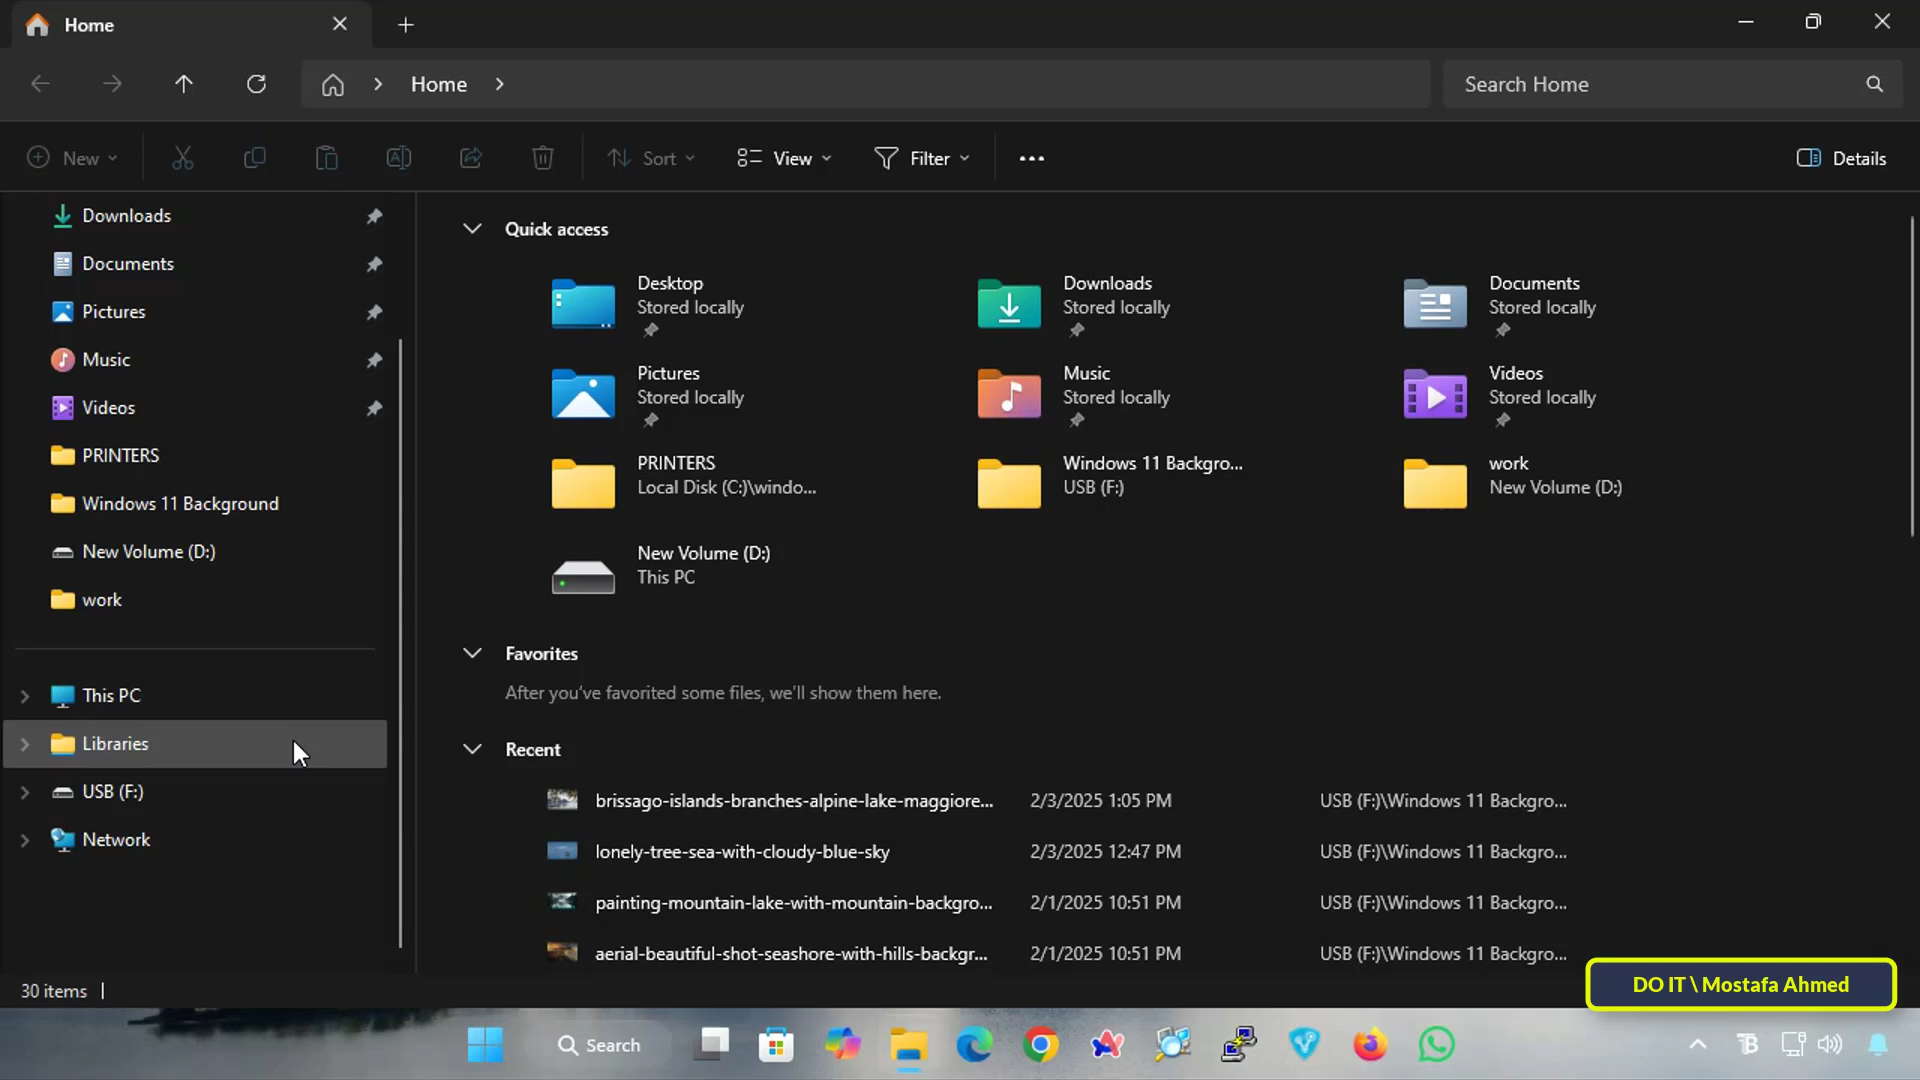 Home
Home
Search Home
New
Sort
View
Filter
Details
Downloads
Documents
Pictures
Music
Videos
PRINTERS
Windows 11 Background
New Volume (D:)
work
This PC
Libraries
USB (F:)
Network
Quick access
Desktop
Stored locally
Downloads
Stored locally
Documents
Stored locally
Pictures
Stored locally
Music
Stored locally
Videos
Stored locally
PRINTERS
Local Disk (C:)\windo...
Windows 11 Backgro...
USB (F:)
work
New Volume (D:)
New Volume (D:)
This PC
Favorites
After you've favorited some files, we'll show them here.
Recent
brissago-islands-branches-alpine-lake-maggiore... 2/3/2025 1:05 PM USB (F:)\Windows 11 Backgro...
lonely-tree-sea-with-cloudy-blue-sky 2/3/2025 12:47 PM USB (F:)\Windows 11 Backgro...
painting-mountain-lake-with-mountain-backgro... 2/1/2025 10:51 PM USB (F:)\Windows 11 Backgro...
aerial-beautiful-shot-seashore-with-hills-backgr... 2/1/2025 10:51 PM USB (F:)\Windows 11 Backgro...
30 items
DO IT \ Mostafa Ahmed
Search